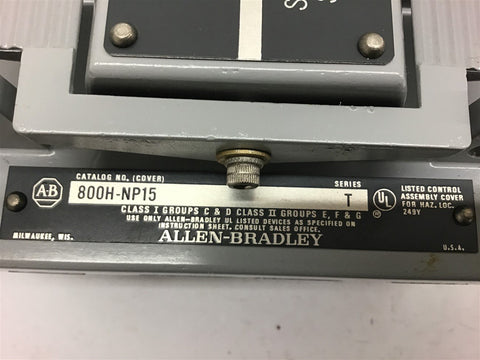 S
A-B
CATALOG NO. (COVER)
SERIES
800H-NP15
T
UL
LISTED CONTROL
ASSEMBLY COVER
FOR HAZ. LOC.
249Y
CLASS I GROUPS C & D CLASS II GROUPS E, F & G
USE ONLY ALLEN-BRADLEY UL LISTED DEVICES AS SPECIFIED ON
INSTRUCTION SHEET. CONSULT SALES OFFICE.
MILWAUKEE, WIS.
ALLEN-BRADLEY
U.S.A.